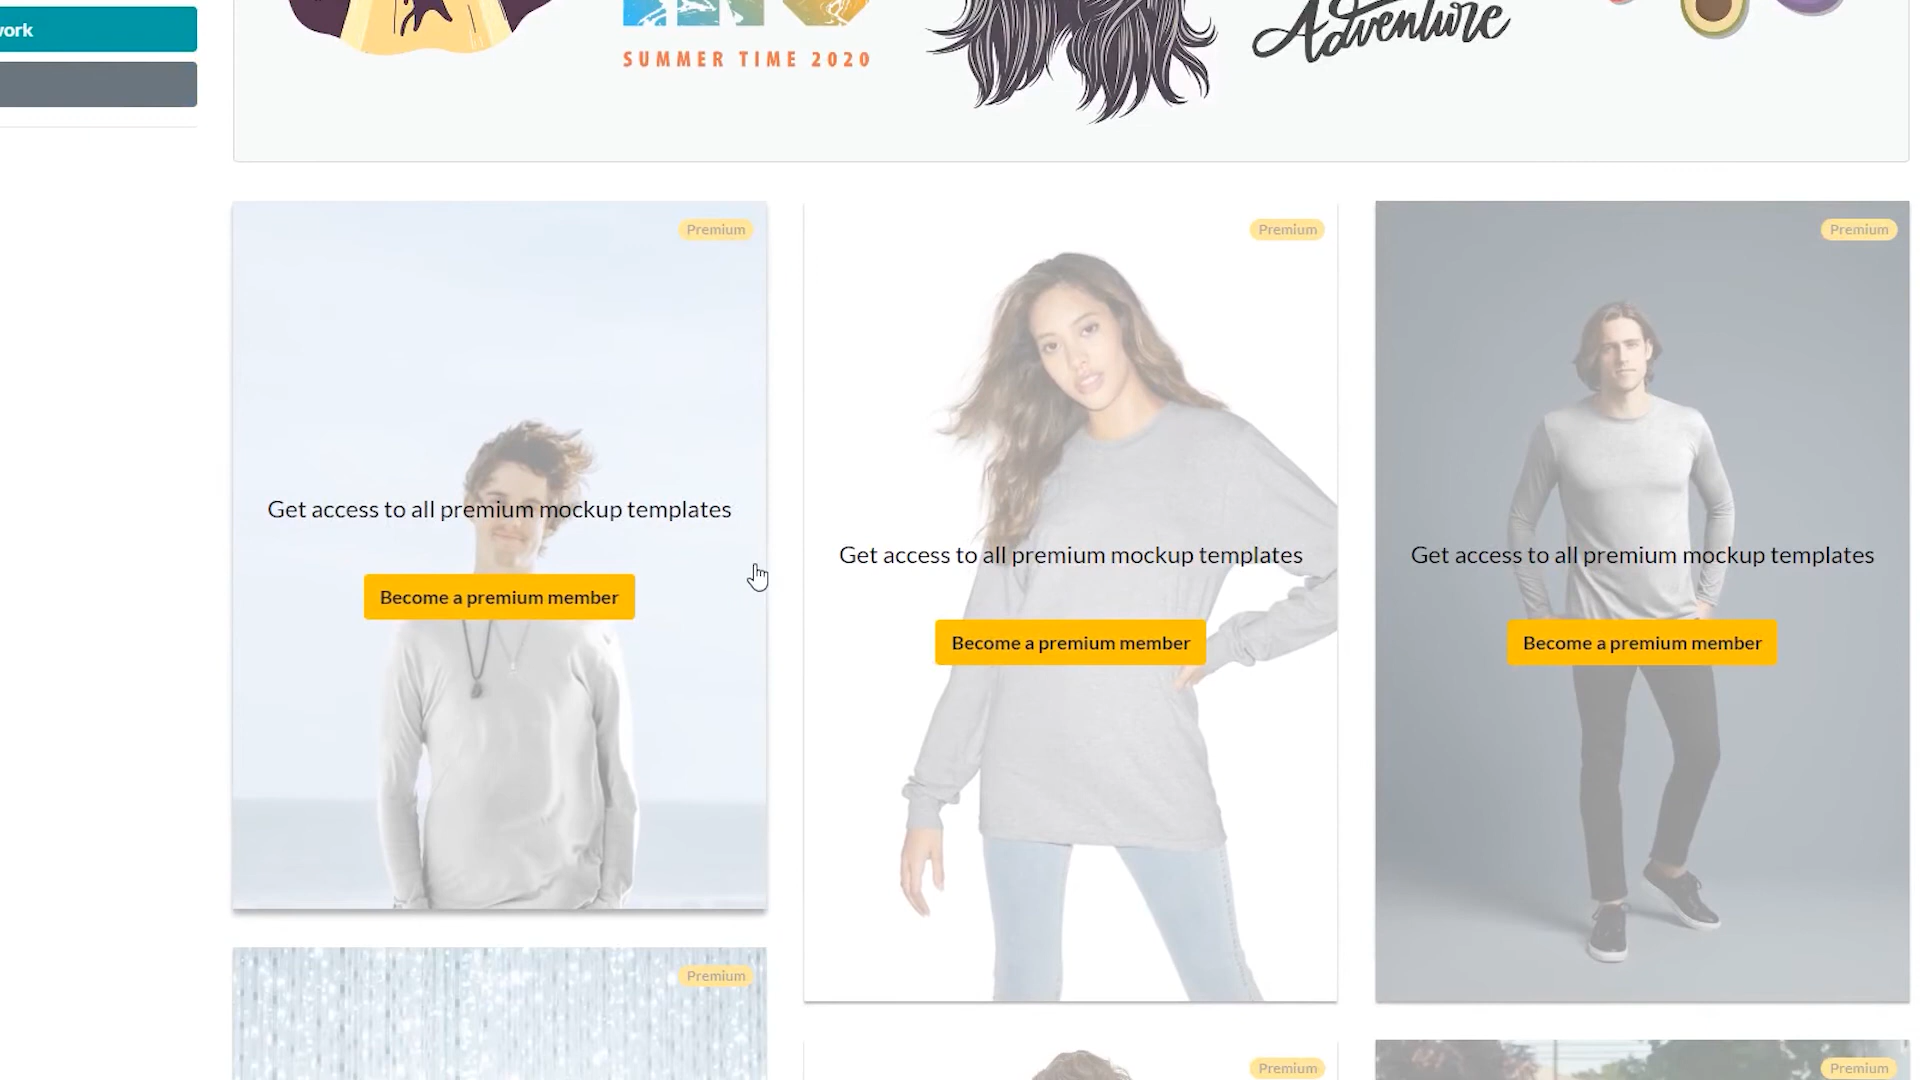 work
SUMMER TIME 2020
Adventure
Premium
Premium
Premium
Get access to all premium mockup templates
Become a premium member
Get access to all premium mockup templates
Become a premium member
Get access to all premium mockup templates
Become a premium member
Premium
Premium
Premium